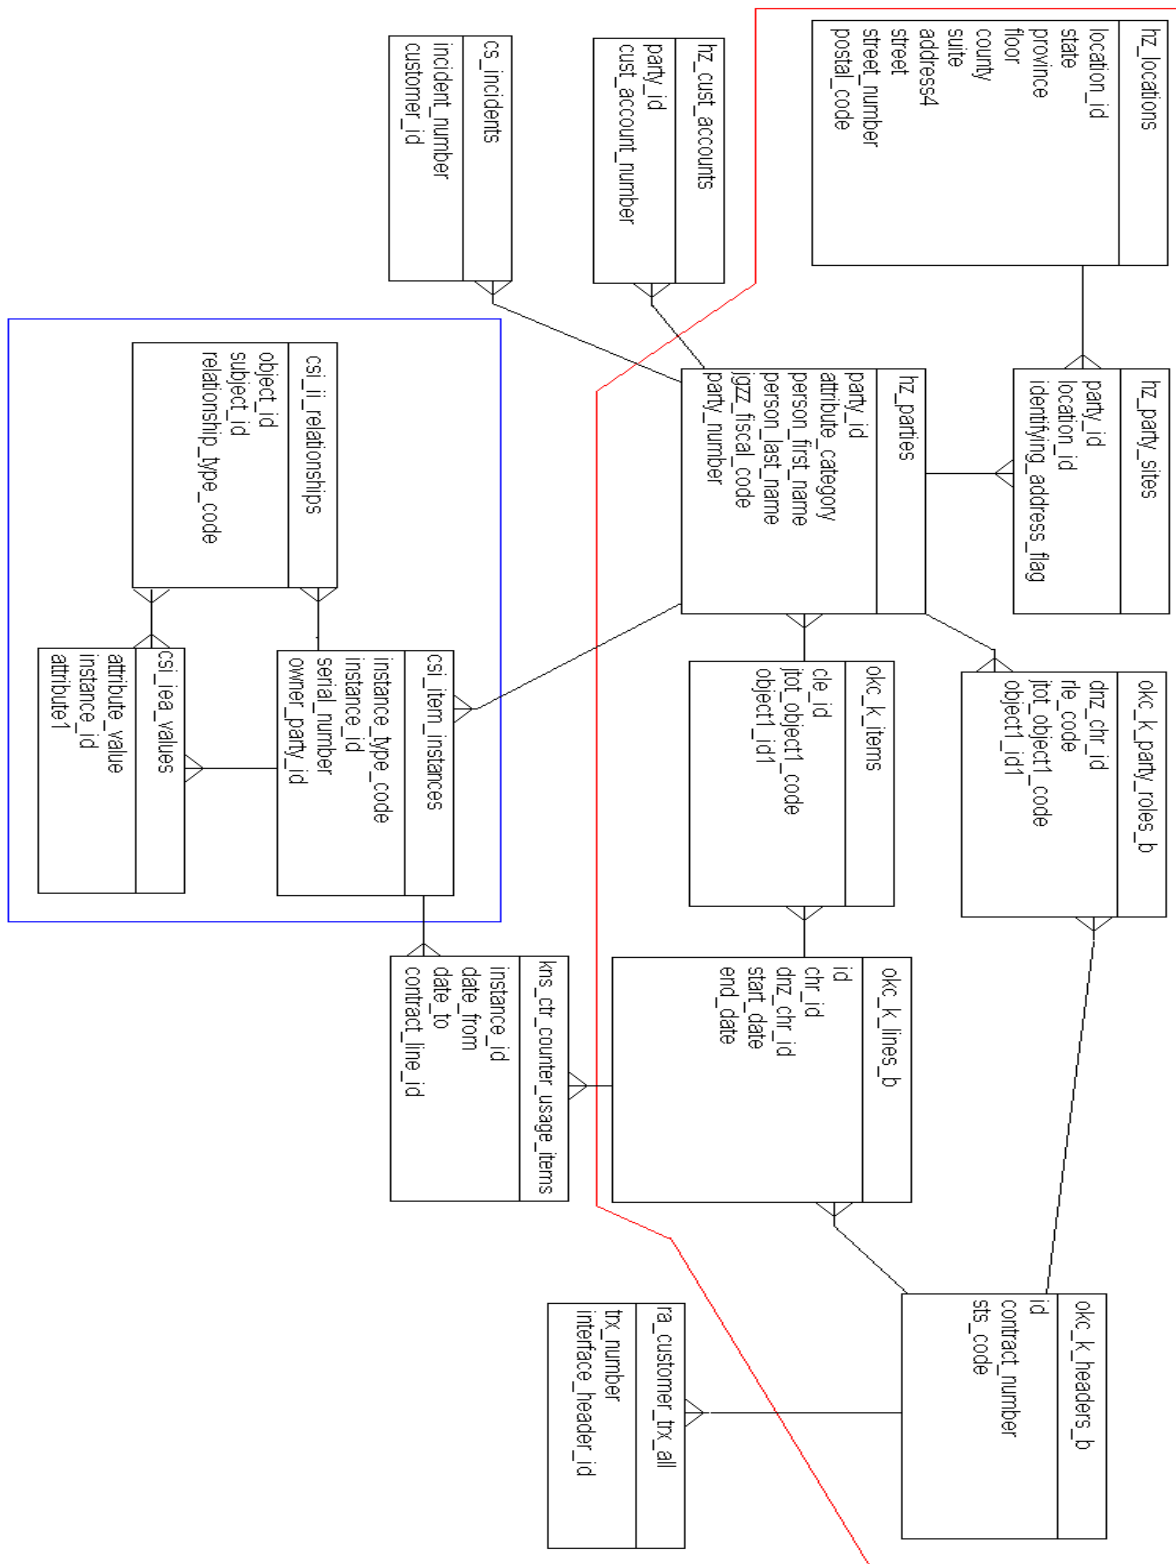 hz_locations
location_id
state
province
floor
county
suite
address4
street
street_number
postal_code
hz_party_sites
party_id
location_id
identifying_address_flag
okc_k_party_roles_b
dnz_chr_id
rle_code
jtot_object1_code
object1_id1
okc_k_headers_b
id
contract_number
sts_code
hz_cust_accounts
party_id
cust_account_number
hz_parties
party_id
attribute_category
person_first_name
person_last_name
jgzz_fiscal_code
party_number
okc_k_items
cle_id
jtot_object1_code
object1_id1
okc_k_lines_b
id
chr_id
dnz_chr_id
start_date
end_date
ra_customer_trx_all
trx_number
interface_header_id
cs_incidents
incident_number
customer_id
csi_item_instances
instance_type_code
instance_id
serial_number
owner_party_id
kns_ctr_counter_usage_items
instance_id
date_from
date_to
contract_line_id
csi_ii_relationships
object_id
subject_id
relationship_type_code
csi_iea_values
attribute_value
instance_id
attribute1